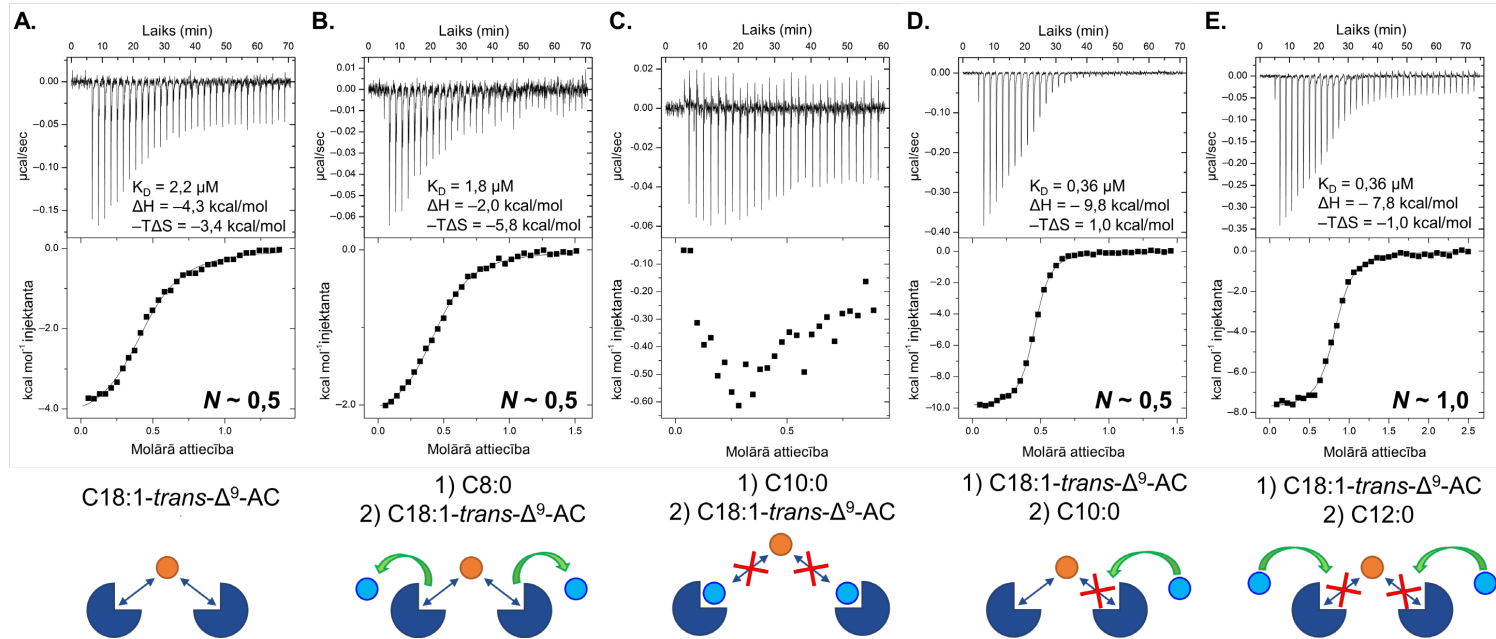 A.
Laiks (min)
0 10 20 30 40 50 60 70
0.00
−0.05
−0.10
−0.15
µcal/sec
K_D = 2,2 µM
ΔH = −4,3 kcal/mol
−TΔS = −3,4 kcal/mol
0.0
−2.0
−4.0
kcal mol⁻¹ injektanta
N ~ 0,5
0.0 0.5 1.0
Molārā attiecība
C18:1-trans-Δ⁹-AC
B.
Laiks (min)
0 10 20 30 40 50 60 70
0.01
0.00
−0.01
−0.02
−0.03
−0.04
−0.05
−0.06
µcal/sec
K_D = 1,8 µM
ΔH = −2,0 kcal/mol
−TΔS = −5,8 kcal/mol
0.0
−1.0
−2.0
kcal mol⁻¹ injektanta
N ~ 0,5
0.0 0.5 1.0 1.5
Molārā attiecība
1) C8:0
2) C18:1-trans-Δ⁹-AC
C.
Laiks (min)
0 10 20 30 40 50 60
0.02
0.00
−0.02
−0.04
−0.06
µcal/sec
−0.10
−0.20
−0.30
−0.40
−0.50
−0.60
kcal mol⁻¹ injektanta
0.0 0.5
Molārā attiecība
1) C10:0
2) C18:1-trans-Δ⁹-AC
D.
Laiks (min)
0 10 20 30 40 50 60 70
0.00
−0.10
−0.20
−0.30
−0.40
µcal/sec
K_D = 0,36 µM
ΔH = − 9,8 kcal/mol
−TΔS = 1,0 kcal/mol
0.0
−2.0
−4.0
−6.0
−8.0
−10.0
kcal mol⁻¹ injektanta
N ~ 0,5
0.0 0.5 1.0 1.5
Molārā attiecība
1) C18:1-trans-Δ⁹-AC
2) C10:0
E.
Laiks (min)
0 10 20 30 40 50 60 70
0.00
−0.05
−0.10
−0.15
−0.20
−0.25
−0.30
−0.35
µcal/sec
K_D = 0,36 µM
ΔH = − 7,8 kcal/mol
−TΔS = −1,0 kcal/mol
0.0
−2.0
−4.0
−6.0
−8.0
kcal mol⁻¹ injektanta
N ~ 1,0
0.0 0.5 1.0 1.5 2.0 2.5
Molārā attiecība
1) C18:1-trans-Δ⁹-AC
2) C12:0